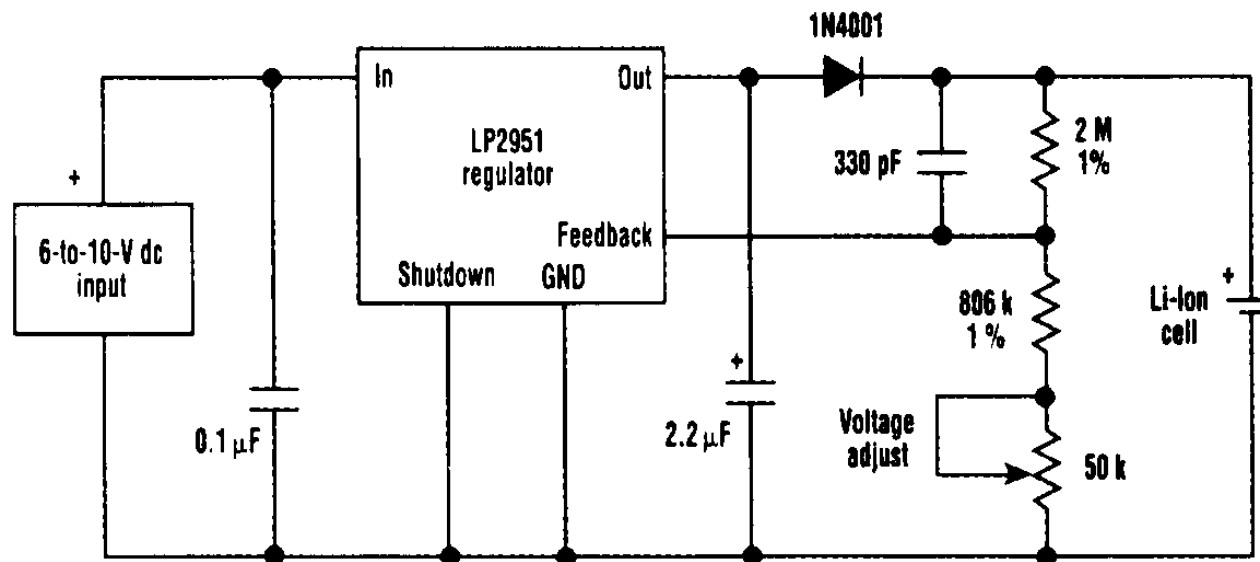 1N4001
In
Out
LP2951
regulator
330 pF
2 M
1%
+
6-to-10-V dc
input
Feedback
Shutdown
GND
806 k
1 %
+
Li-Ion
cell
+
0.1 µF
2.2 µF
Voltage
adjust
50 k